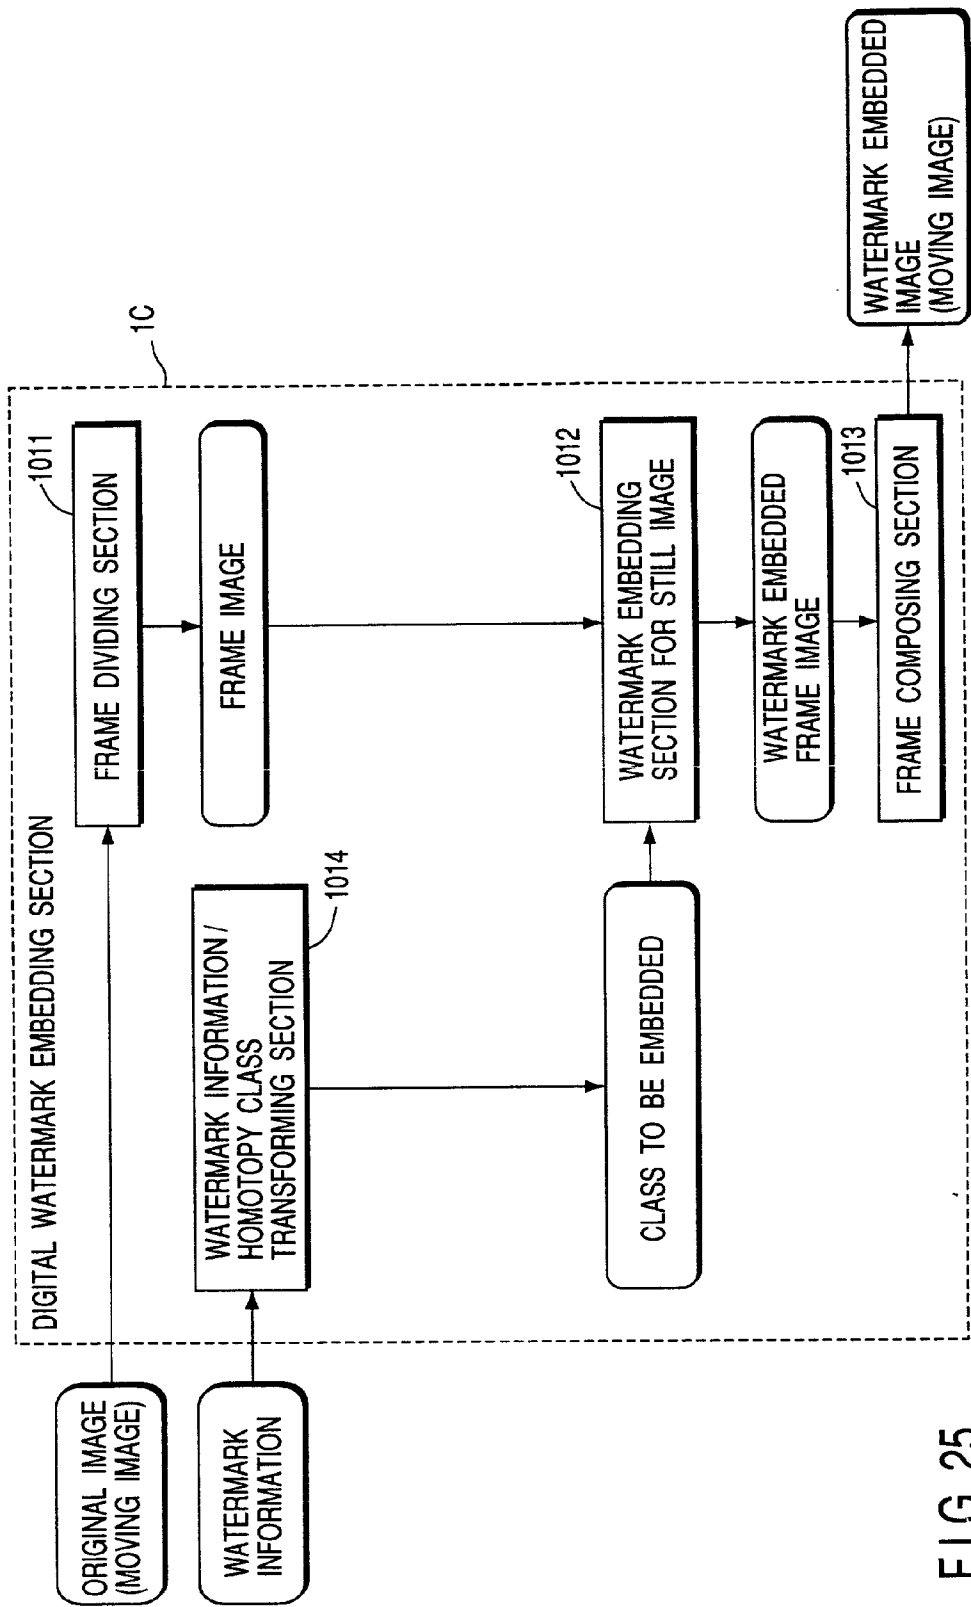 DIGITAL WATERMARK EMBEDDING SECTION
1C
ORIGINAL IMAGE
(MOVING IMAGE)
1011
FRAME DIVIDING SECTION
WATERMARK
INFORMATION
WATERMARK INFORMATION/
HOMOTOPY CLASS
TRANSFORMING SECTION
1014
FRAME IMAGE
CLASS TO BE EMBEDDED
1012
WATERMARK EMBEDDING
SECTION FOR STILL IMAGE
WATERMARK EMBEDDED
FRAME IMAGE
1013
FRAME COMPOSING SECTION
WATERMARK EMBEDDED
IMAGE
(MOVING IMAGE)
FIG. 25